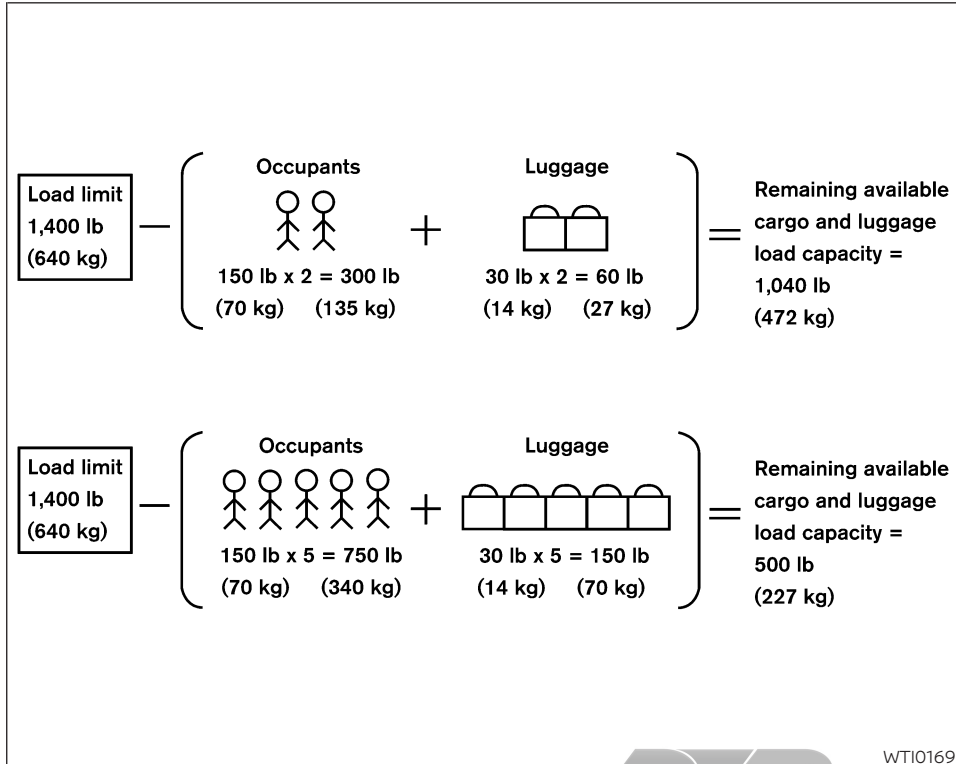 Occupants
Luggage
Load limit
1,400 lb
(640 kg)
150 lb x 2 = 300 lb
(70 kg) (135 kg)
+
30 lb x 2 = 60 lb
(14 kg) (27 kg)
=
Remaining available
cargo and luggage
load capacity =
1,040 lb
(472 kg)
Occupants
Luggage
Load limit
1,400 lb
(640 kg)
150 lb x 5 = 750 lb
(70 kg) (340 kg)
+
30 lb x 5 = 150 lb
(14 kg) (70 kg)
=
Remaining available
cargo and luggage
load capacity =
500 lb
(227 kg)
WTI0169